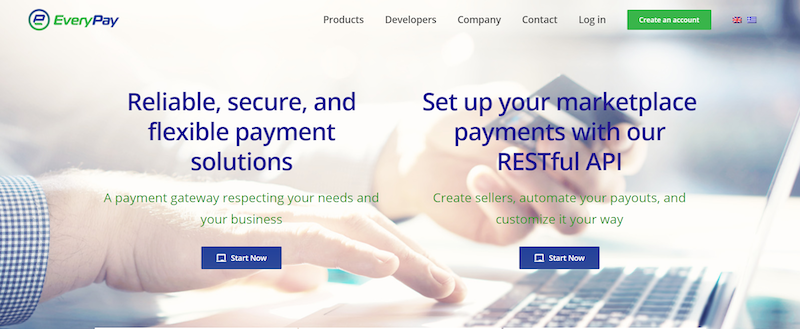 EveryPay
Products
Developers
Company
Contact
Log in
Create an account
Reliable, secure, and
flexible payment
solutions
A payment gateway respecting your needs and
your business
Start Now
Set up your marketplace
payments with our
RESTful API
Create sellers, automate your payouts, and
customize it your way
Start Now